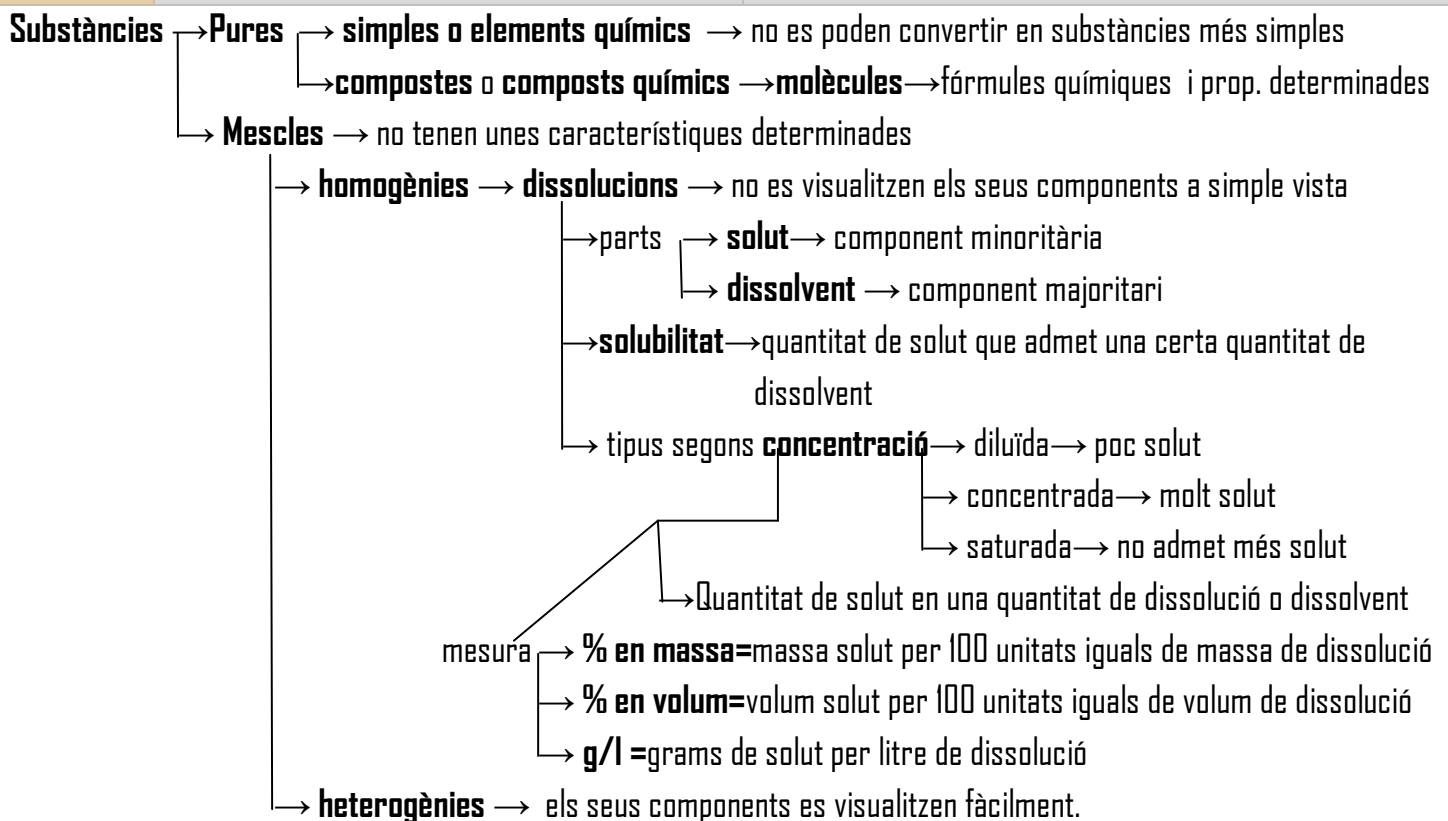 Substàncies →Pures → simples o elements químics → no es poden convertir en substàncies més simples
→compostes o composts químics →molècules→fórmules químiques i prop. determinades
→ Mescles → no tenen unes característiques determinades
→ homogènies → dissolucions → no es visualitzen els seus components a simple vista
→parts → solut→ component minoritària
→ dissolvent → component majoritari
→solubilitat→quantitat de solut que admet una certa quantitat de
dissolvent
→ tipus segons concentració→ diluïda→ poc solut
→ concentrada→ molt solut
→ saturada→ no admet més solut
→Quantitat de solut en una quantitat de dissolució o dissolvent
mesura → % en massa=massa solut per 100 unitats iguals de massa de dissolució
→ % en volum=volum solut per 100 unitats iguals de volum de dissolució
→ g/l =grams de solut per litre de dissolució
→ heterogènies → els seus components es visualitzen fàcilment.